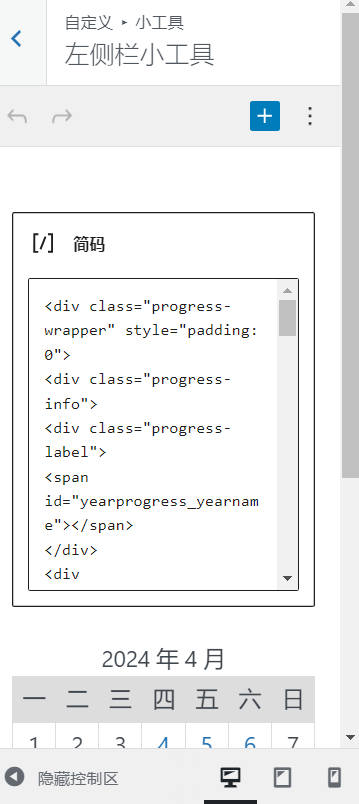 自定义 ▸ 小工具
左侧栏小工具
[/] 简码
<div class="progress-
wrapper" style="padding:
0">
<div class="progress-
info">
<div class="progress-
label">
<span
id="yearprogress_yearnam
e"></span>
</div>
<div
2024 年 4 月
一 二 三 四 五 六 日
1 2 3 4 5 6 7
隐藏控制区